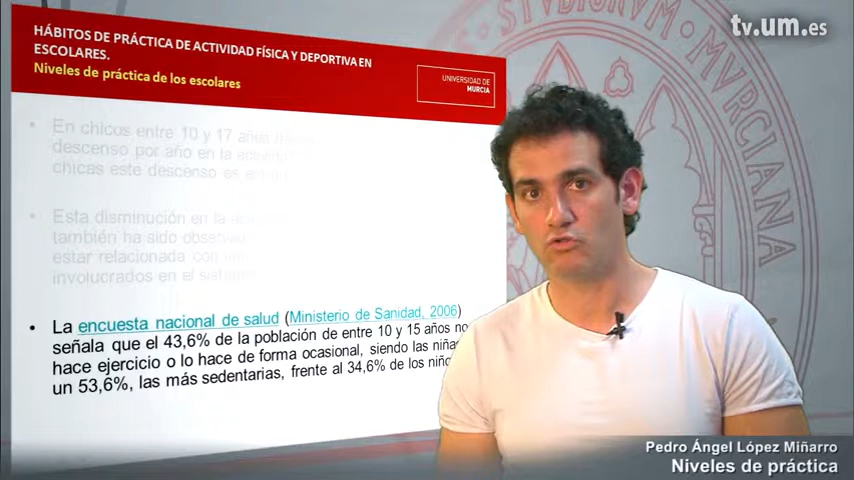 tv.um.es
STVDIORVM
MVRCIANA
HÁBITOS DE PRÁCTICA DE ACTIVIDAD FÍSICA Y DEPORTIVA EN
ESCOLARES.
Niveles de práctica de los escolares
UNIVERSIDAD DE
MURCIA
• En chicos entre 10 y 17 años
descenso por año en la
chicas este descenso es
• Esta disminución en la
también ha sido
estar relacionada con
involucrados en el
• La encuesta nacional de salud (Ministerio de Sanidad, 2006)
señala que el 43,6% de la población de entre 10 y 15 años no
hace ejercicio o lo hace de forma ocasional, siendo las
un 53,6%, las más sedentarias, frente al 34,6% de los
Pedro Ángel López Miñarro
Niveles de práctica